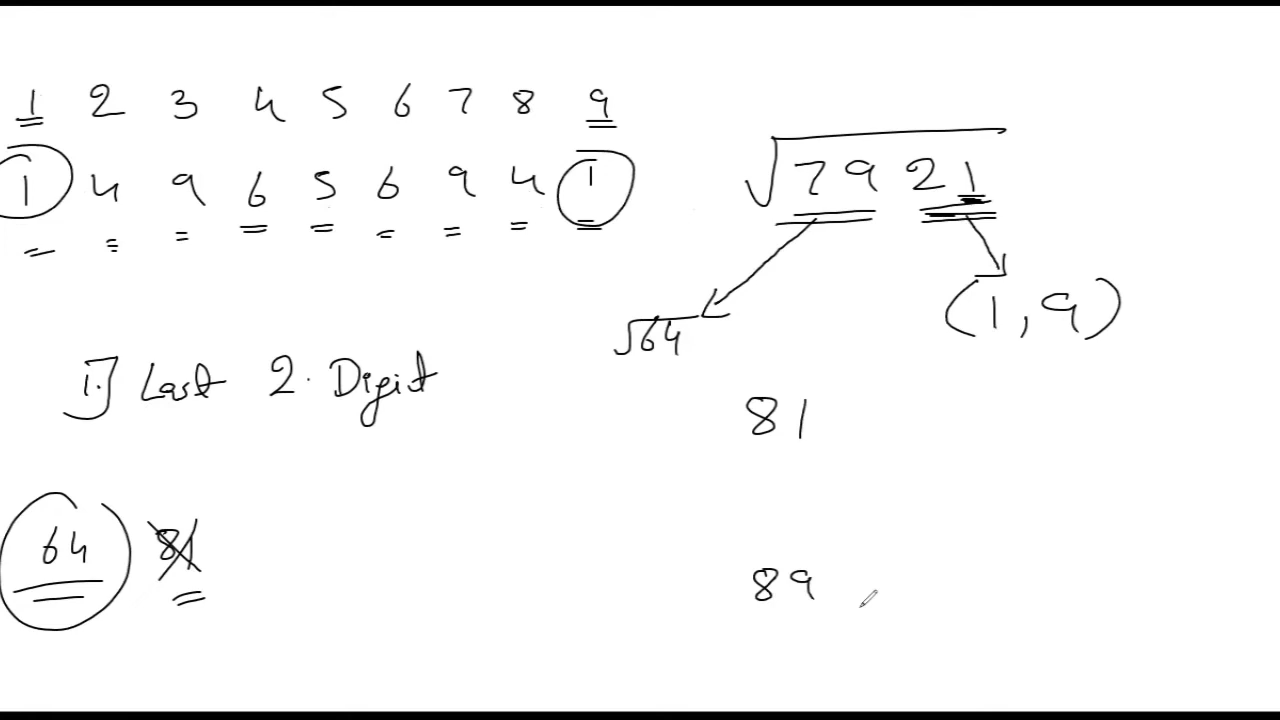 1 2 3 4 5 6 7 8 9
1 4 9 6 5 6 9 4 1
√7921
(1, 9)
√64
1.] Last 2. Digit
81
64 81
89